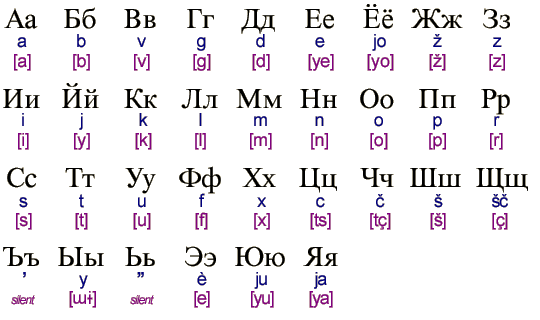 Аа Бб Вв Гг Дд Ее Ёё Жж Зз
a b v g d e jo ž z
[a] [b] [v] [g] [d] [ye] [yo] [ž] [z]
Ии Йй Кк Лл Мм Нн Оо Пп Рр
i j k l m n o p r
[i] [y] [k] [l] [m] [n] [o] [p] [r]
Сс Тт Уу Фф Хх Цц Чч Шш Щщ
s t u f x c č š šč
[s] [t] [u] [f] [x] [ts] [tç] [š] [ç]
Ъъ Ыы Ьь Ээ Юю Яя
’ y ” è ju ja
silent [ɯɨ] silent [e] [yu] [ya]